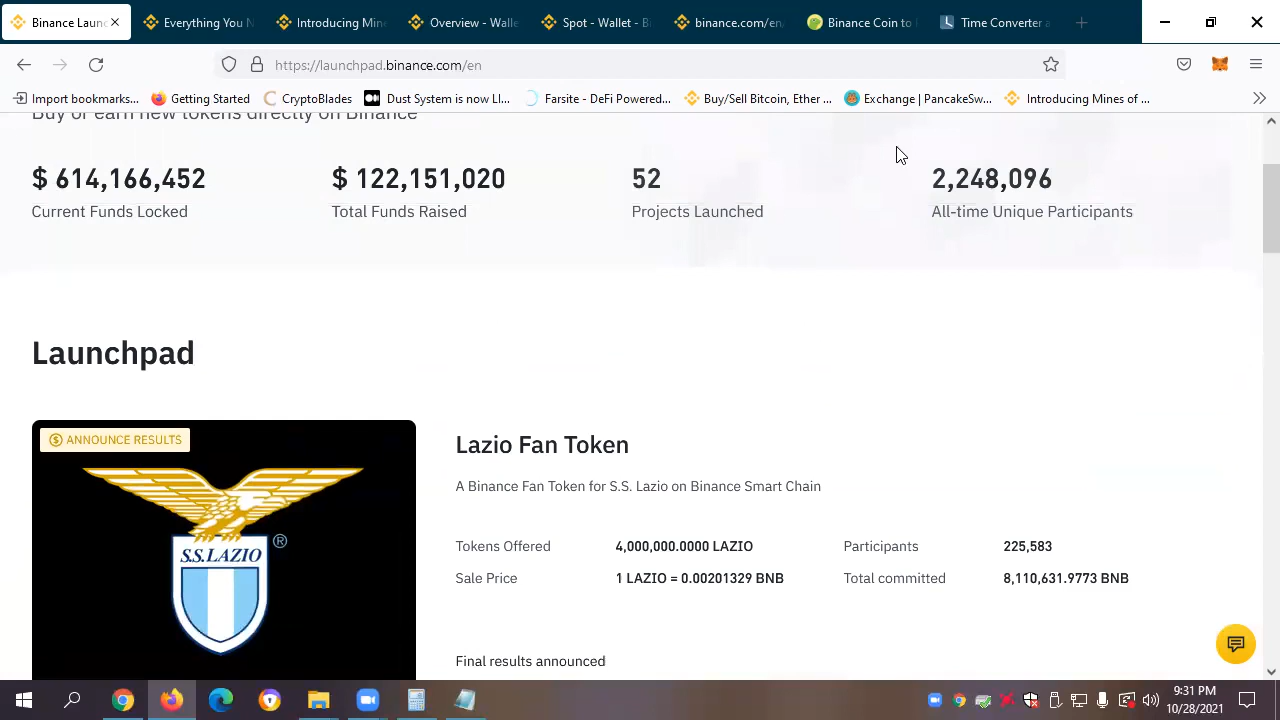 Binance Laun
Everything You N
Introducing Min
Overview - Walle
Spot - Wallet - B
binance.com/en/
Binance Coin to
Time Converter a
https://launchpad.binance.com/en
Import bookmarks...
Getting Started
CryptoBlades
Dust System is now LI...
Farsite - DeFi Powered...
Buy/Sell Bitcoin, Ether ...
Exchange | PancakeSw...
Introducing Mines of ...
Buy or earn new tokens directly on Binance
$ 614,166,452
$ 122,151,020
52
2,248,096
Current Funds Locked
Total Funds Raised
Projects Launched
All-time Unique Participants
Launchpad
ANNOUNCE RESULTS
S.S.LAZIO
®
Lazio Fan Token
A Binance Fan Token for S.S. Lazio on Binance Smart Chain
Tokens Offered
4,000,000.0000 LAZIO
Participants
225,583
Sale Price
1 LAZIO = 0.00201329 BNB
Total committed
8,110,631.9773 BNB
Final results announced
9:31 PM
10/28/2021